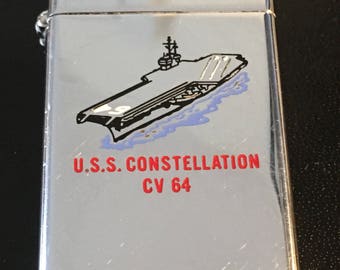 U.S.S. CONSTELLATION
CV 64